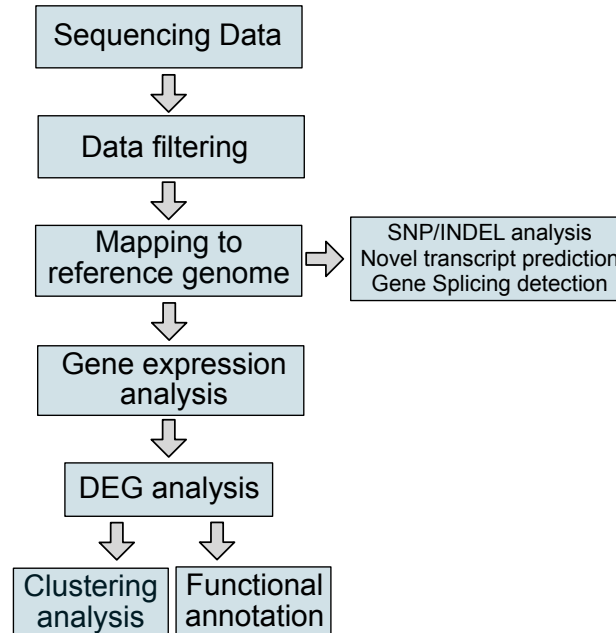 Sequencing Data
Data filtering
Mapping to
reference genome
SNP/INDEL analysis
Novel transcript prediction
Gene Splicing detection
Gene expression
analysis
DEG analysis
Clustering
analysis
Functional
annotation